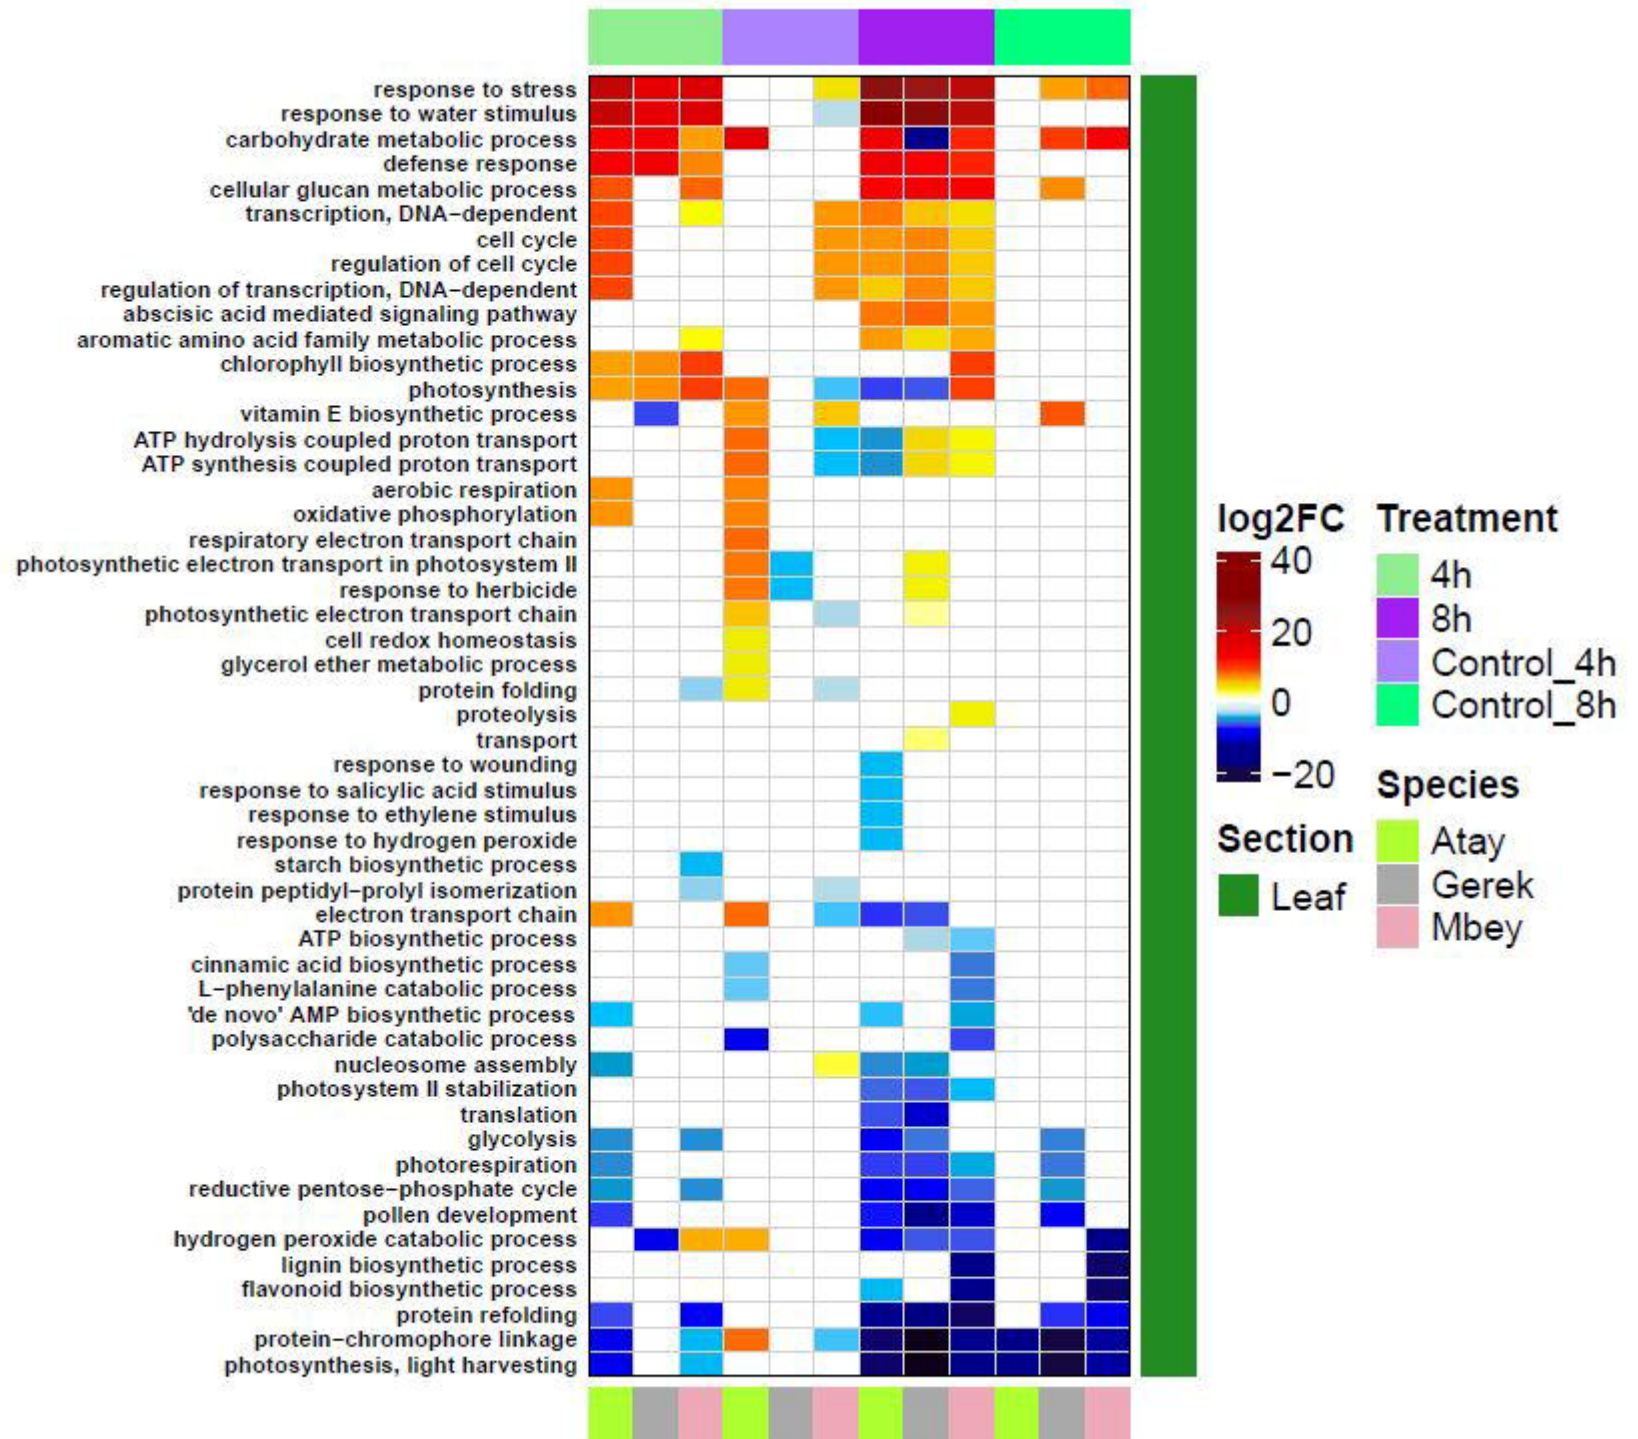 response to stress
response to water stimulus
carbohydrate metabolic process
defense response
cellular glucan metabolic process
transcription, DNA−dependent
cell cycle
regulation of cell cycle
regulation of transcription, DNA−dependent
abscisic acid mediated signaling pathway
aromatic amino acid family metabolic process
chlorophyll biosynthetic process
photosynthesis
vitamin E biosynthetic process
ATP hydrolysis coupled proton transport
ATP synthesis coupled proton transport
aerobic respiration
oxidative phosphorylation
respiratory electron transport chain
photosynthetic electron transport in photosystem II
response to herbicide
photosynthetic electron transport chain
cell redox homeostasis
glycerol ether metabolic process
protein folding
proteolysis
transport
response to wounding
response to salicylic acid stimulus
response to ethylene stimulus
response to hydrogen peroxide
starch biosynthetic process
protein peptidyl−prolyl isomerization
electron transport chain
ATP biosynthetic process
cinnamic acid biosynthetic process
L−phenylalanine catabolic process
'de novo' AMP biosynthetic process
polysaccharide catabolic process
nucleosome assembly
photosystem II stabilization
translation
glycolysis
photorespiration
reductive pentose−phosphate cycle
pollen development
hydrogen peroxide catabolic process
lignin biosynthetic process
flavonoid biosynthetic process
protein refolding
protein−chromophore linkage
photosynthesis, light harvesting
log2FC
40
20
0
−20
Section
Leaf
Treatment
4h
8h
Control_4h
Control_8h
Species
Atay
Gerek
Mbey